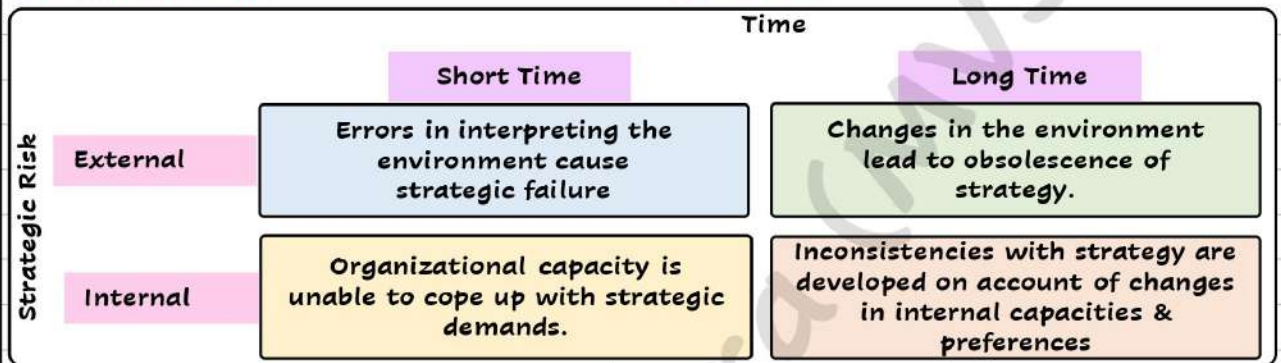 Time
Short Time
Long Time
Strategic Risk
External
Errors in interpreting the
environment cause
strategic failure
Changes in the environment
lead to obsolescence of
strategy.
Internal
Organizational capacity is
unable to cope up with strategic
demands.
Inconsistencies with strategy are
developed on account of changes
in internal capacities &
preferences